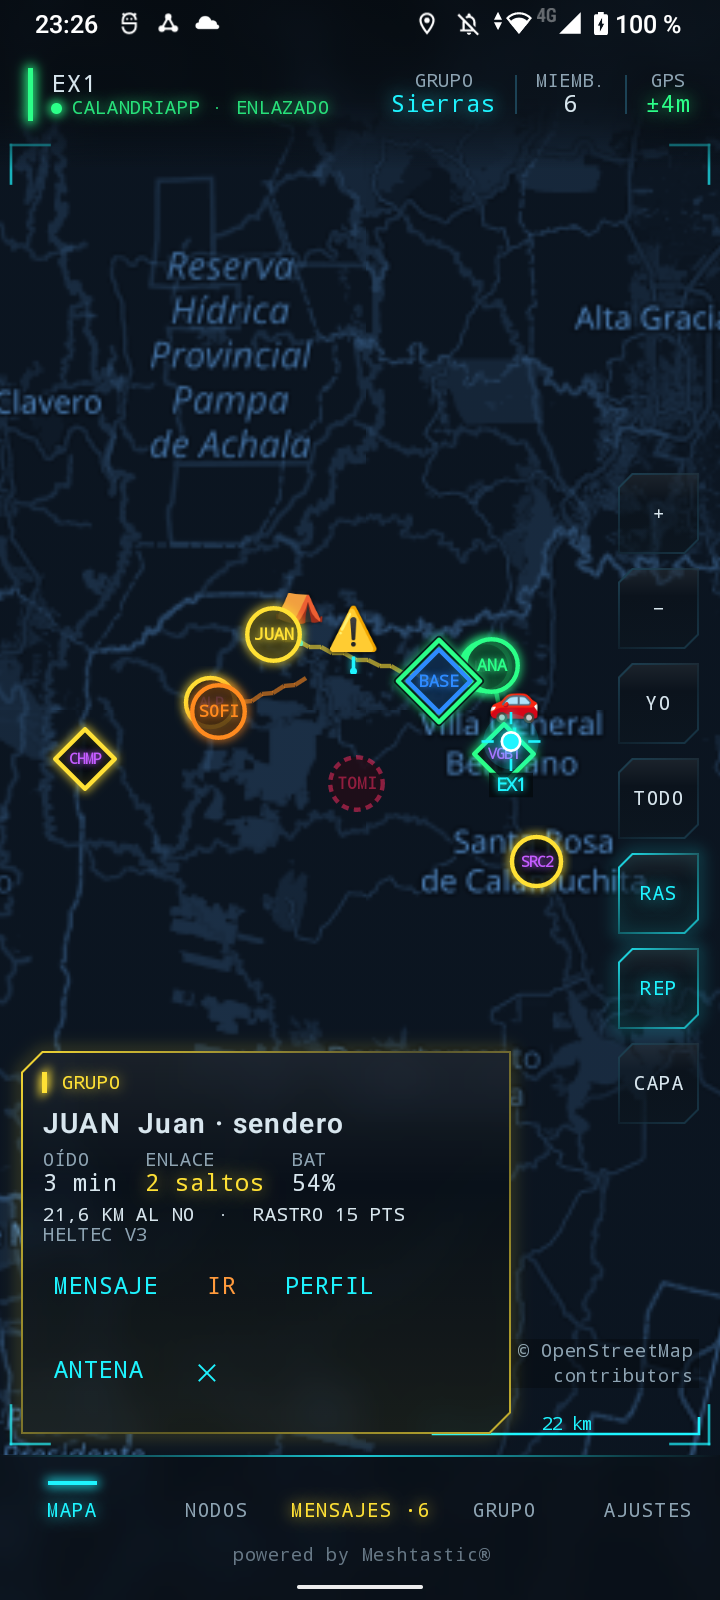 23:26
4G
100 %
EX1
CALANDRIAPP · ENLAZADO
GRUPO
Sierras
MIEMB.
6
GPS
±4m
Reserva
Hídrica
Provincial
Pampa
de Achala
Alta Gracia
Clavero
+
−
YO
TODO
RAS
REP
CAPA
JUAN
BASE
ANA
SOFI
CHMP
TOMI
EX1
SRC2
Villa General
Belgrano
Santa Rosa
de Calamuchita
GRUPO
JUAN Juan · sendero
OÍDO ENLACE BAT
3 min 2 saltos 54%
21,6 KM AL NO · RASTRO 15 PTS
HELTEC V3
MENSAJE IR PERFIL
ANTENA ×
© OpenStreetMap
contributors
22 km
MAPA NODOS MENSAJES ·6 GRUPO AJUSTES
powered by Meshtastic®